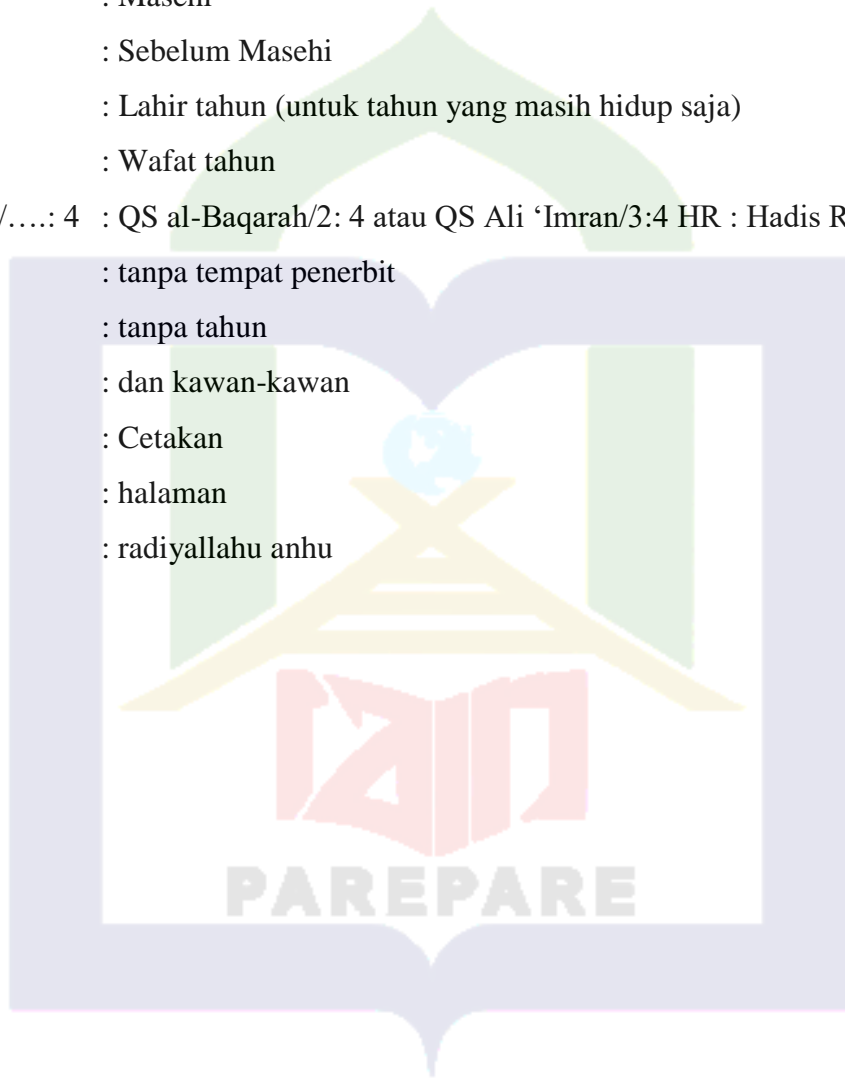 : Masehi
: Sebelum Masehi
: Lahir tahun (untuk tahun yang masih hidup saja)
: Wafat tahun
/….: 4 : QS al-Baqarah/2: 4 atau QS Ali ‘Imran/3:4 HR : Hadis R
: tanpa tempat penerbit
: tanpa tahun
: dan kawan-kawan
: Cetakan
: halaman
: radiyallahu anhu
iain
PAREPARE